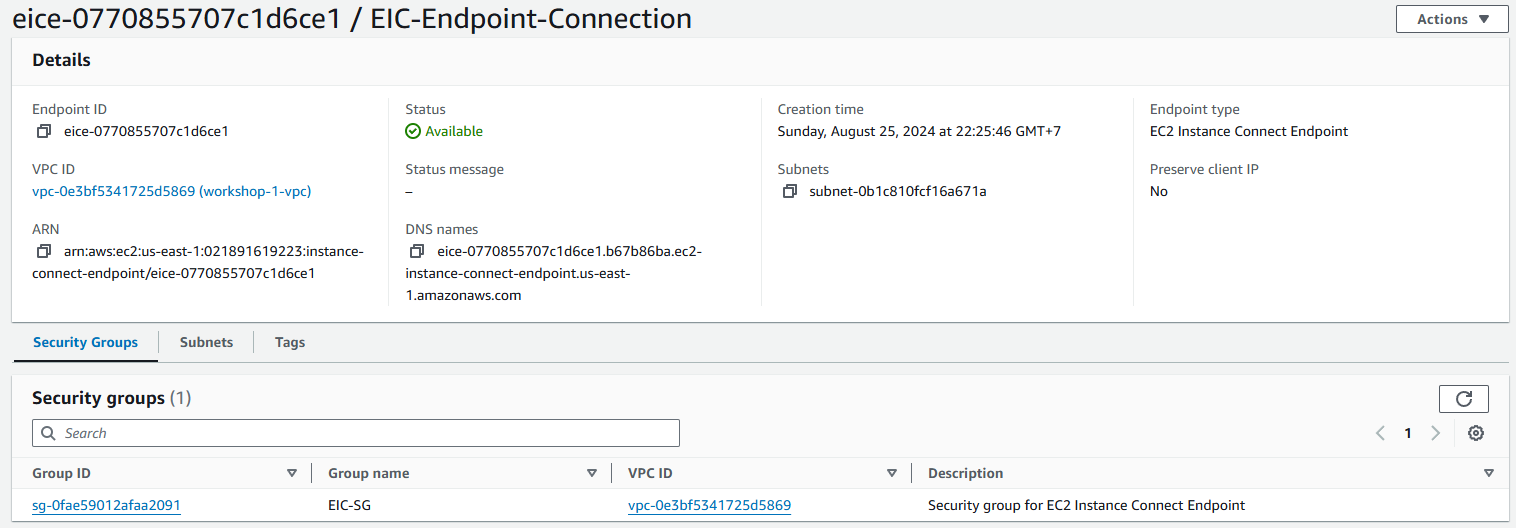 eice-0770855707c1d6ce1 / EIC-Endpoint-Connection
Actions
Details
Endpoint ID
eice-0770855707c1d6ce1
Status
Available
Creation time
Sunday, August 25, 2024 at 22:25:46 GMT+7
Endpoint type
EC2 Instance Connect Endpoint
VPC ID
vpc-0e3bf5341725d5869 (workshop-1-vpc)
Status message
–
Subnets
subnet-0b1c810fcf16a671a
Preserve client IP
No
ARN
arn:aws:ec2:us-east-1:021891619223:instance-
connect-endpoint/eice-0770855707c1d6ce1
DNS names
eice-0770855707c1d6ce1.b67b86ba.ec2-
instance-connect-endpoint.us-east-
1.amazonaws.com
Security Groups
Subnets
Tags
Security groups (1)
Search
1
Group ID
Group name
VPC ID
Description
sg-0fae59012afaa2091
EIC-SG
vpc-0e3bf5341725d5869
Security group for EC2 Instance Connect Endpoint